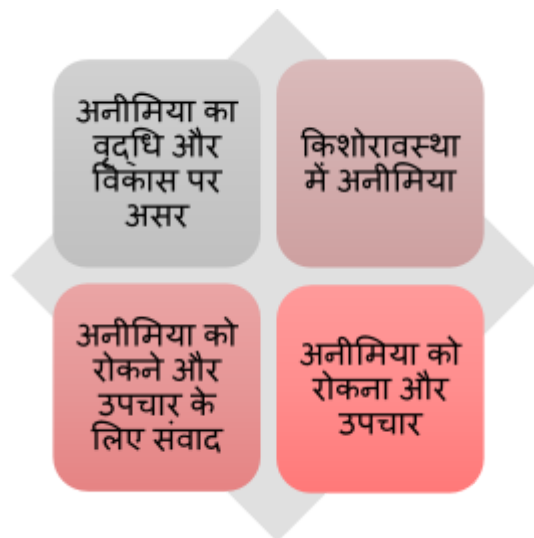 अनीमिया का
वृद्धि और
विकास पर
असर
किशोरावस्था
में अनीमिया
अनीमिया को
रोकने और
उपचार के
लिए संवाद
अनीमिया को
रोकना और
उपचार